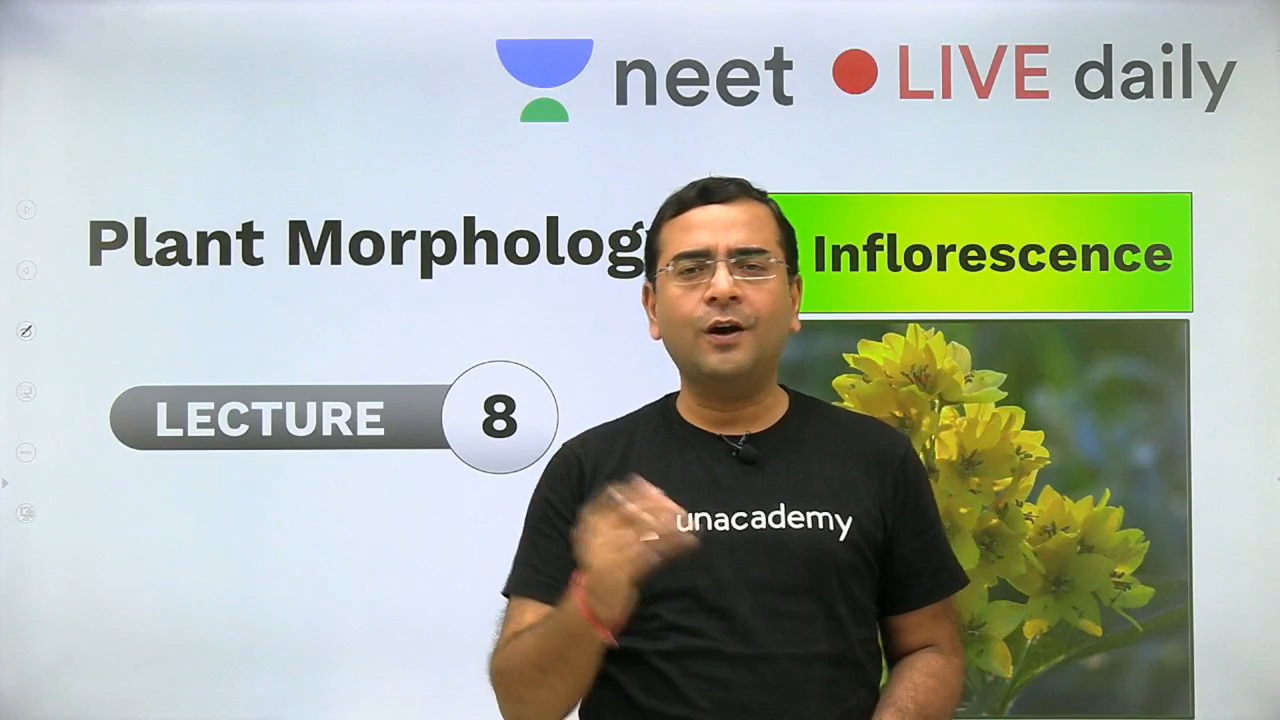 neet LIVE daily
Plant Morpholog
Inflorescence
LECTURE 8
unacademy